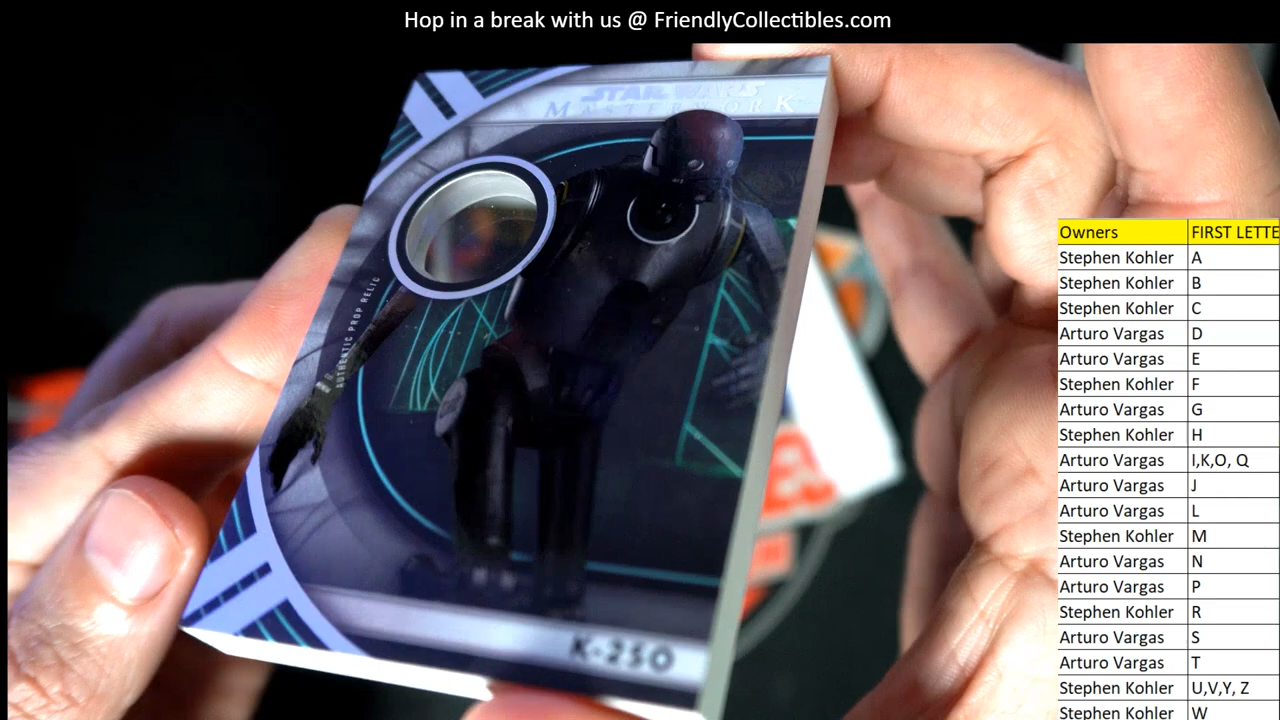 Hop in a break with us @ FriendlyCollectibles.com
STAR WARS
MASTERWORK
AUTHENTIC PROP RELIC
K-2SO
Owners FIRST LETTE
Stephen Kohler A
Stephen Kohler B
Stephen Kohler C
Arturo Vargas D
Arturo Vargas E
Stephen Kohler F
Arturo Vargas G
Stephen Kohler H
Arturo Vargas I,K,O, Q
Arturo Vargas J
Arturo Vargas L
Stephen Kohler M
Arturo Vargas N
Arturo Vargas P
Stephen Kohler R
Arturo Vargas S
Arturo Vargas T
Stephen Kohler U,V,Y, Z
Stephen Kohler W